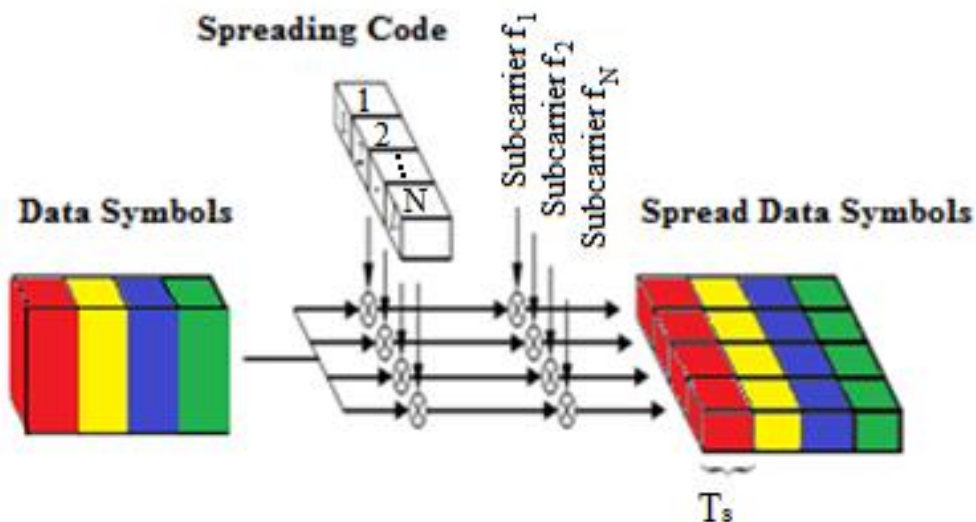 Spreading Code
1
2
N
Subcarrier f1
Subcarrier f2
Subcarrier fN
Data Symbols
Spread Data Symbols
Ts